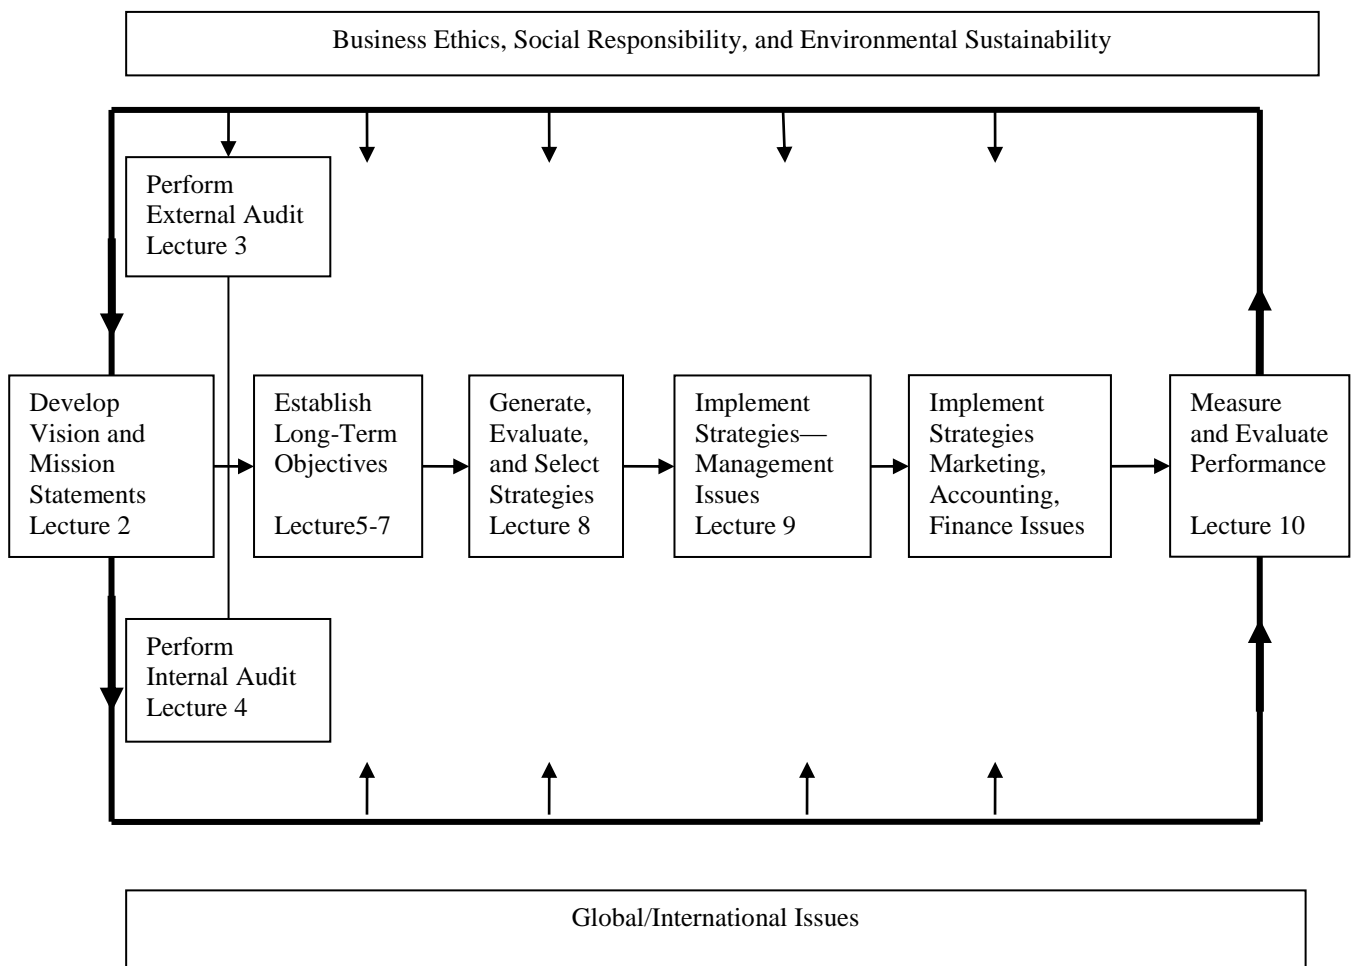 Business Ethics, Social Responsibility, and Environmental Sustainability
Perform
External Audit
Lecture 3
Develop
Vision and
Mission
Statements
Lecture 2
Establish
Long-Term
Objectives
Lecture5-7
Generate,
Evaluate,
and Select
Strategies
Lecture 8
Implement
Strategies—
Management
Issues
Lecture 9
Implement
Strategies
Marketing,
Accounting,
Finance Issues
Measure
and Evaluate
Performance
Lecture 10
Perform
Internal Audit
Lecture 4
Global/International Issues